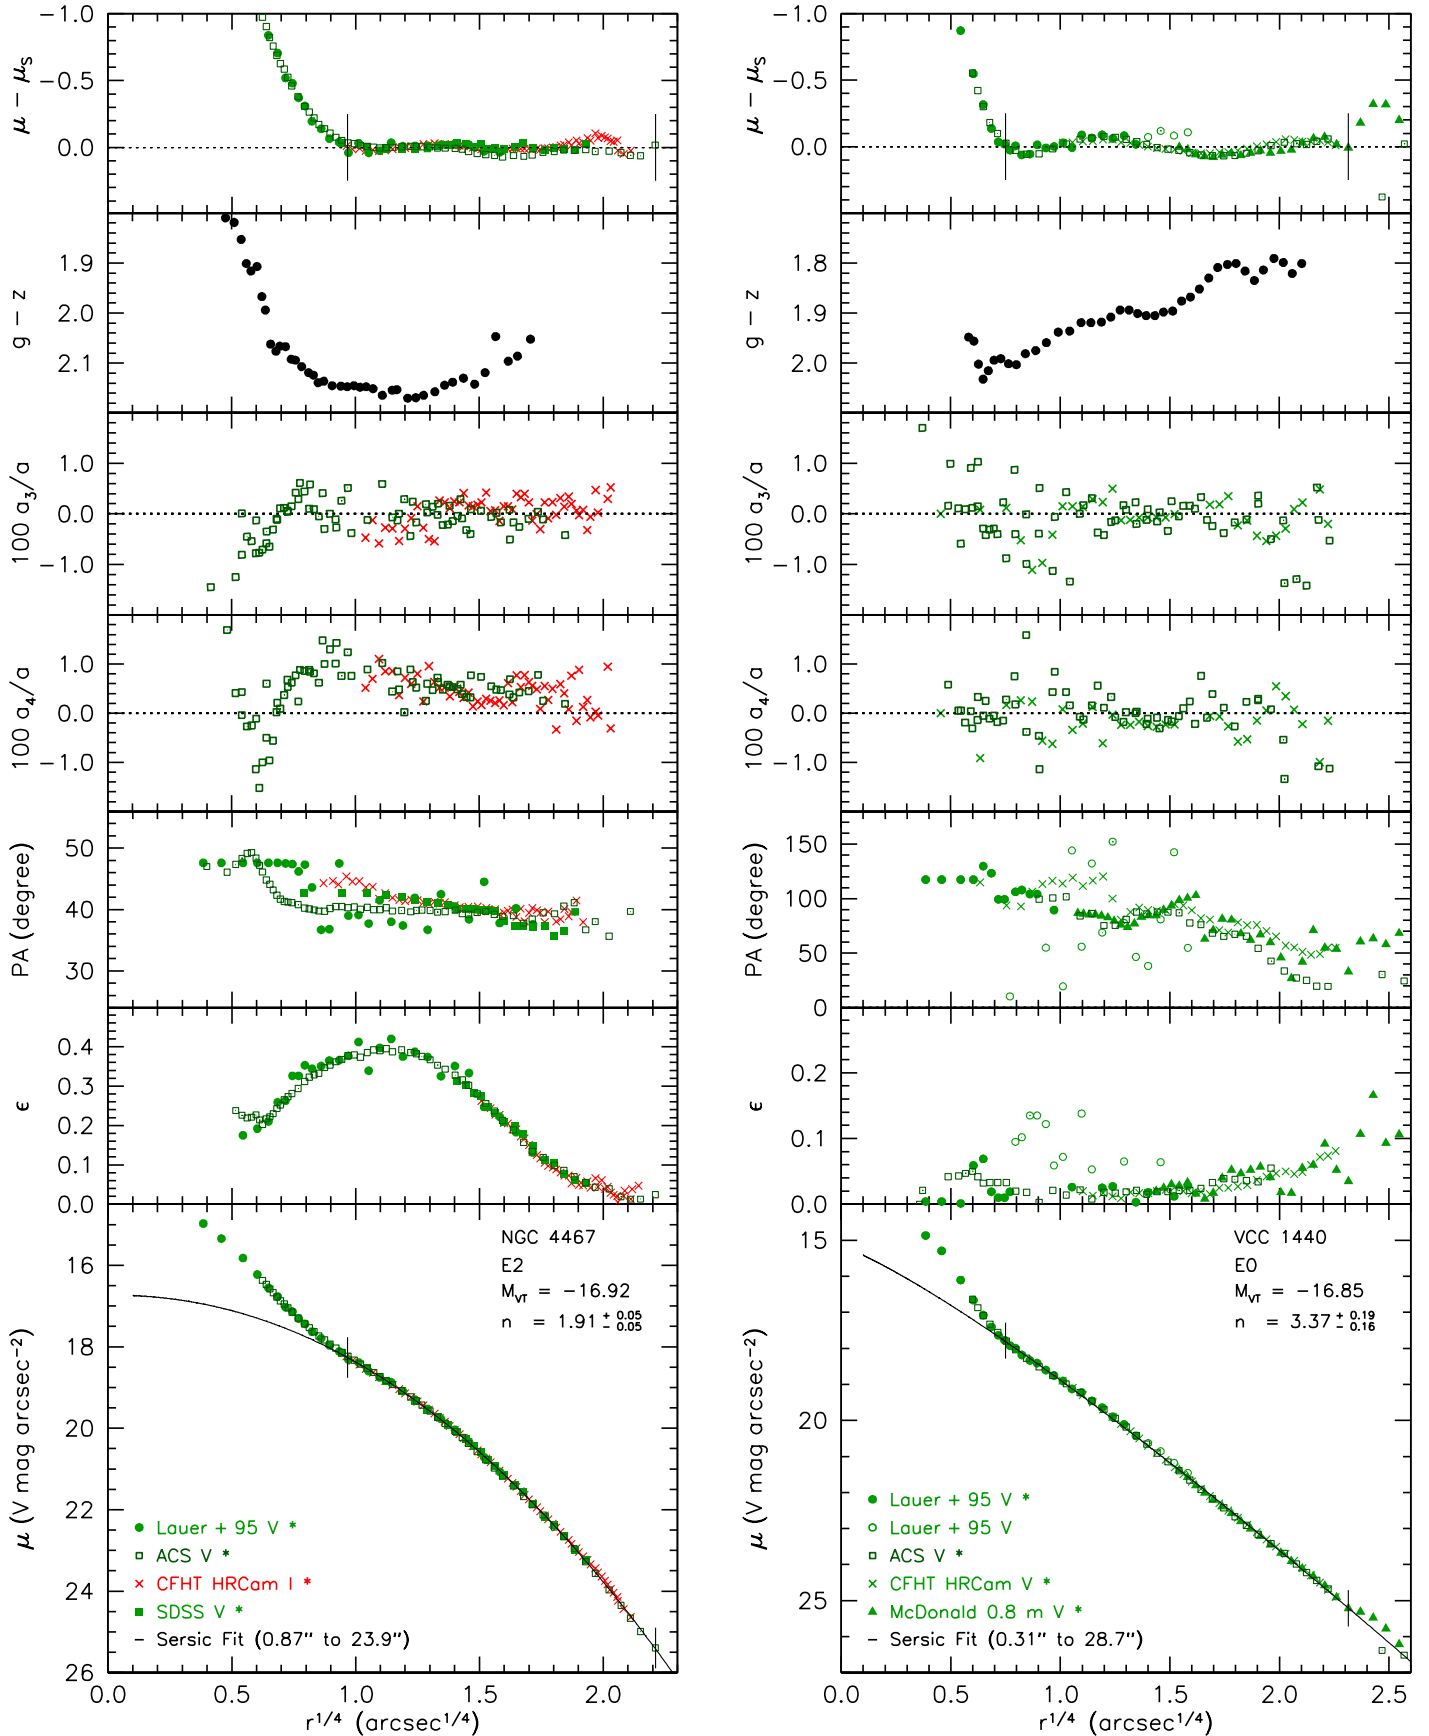 −1.0
−0.5
0.0
μ − μS
1.9
2.0
2.1
g − z
1.0
0.0
−1.0
100 a3/a
1.0
0.0
−1.0
100 a4/a
50
40
30
PA (degree)
0.4
0.3
0.2
0.1
0.0
ε
16
18
20
22
24
26
μ (V mag arcsec−2)
NGC 4467
E2
MVT = −16.92
n = 1.91 + 0.05 − 0.05
Lauer + 95 V *
ACS V *
CFHT HRCam I *
SDSS V *
– Sersic Fit (0.87″ to 23.9″)
0.0 0.5 1.0 1.5 2.0
r1/4 (arcsec1/4)
−1.0
−0.5
0.0
μ − μS
1.8
1.9
2.0
g − z
1.0
0.0
−1.0
100 a3/a
1.0
0.0
−1.0
100 a4/a
150
100
50
0
PA (degree)
0.2
0.1
0.0
ε
15
20
25
μ (V mag arcsec−2)
VCC 1440
E0
MVT = −16.85
n = 3.37 + 0.19 − 0.16
Lauer + 95 V *
Lauer + 95 V
ACS V *
CFHT HRCam V *
McDonald 0.8 m V *
– Sersic Fit (0.31″ to 28.7″)
0.0 0.5 1.0 1.5 2.0 2.5
r1/4 (arcsec1/4)